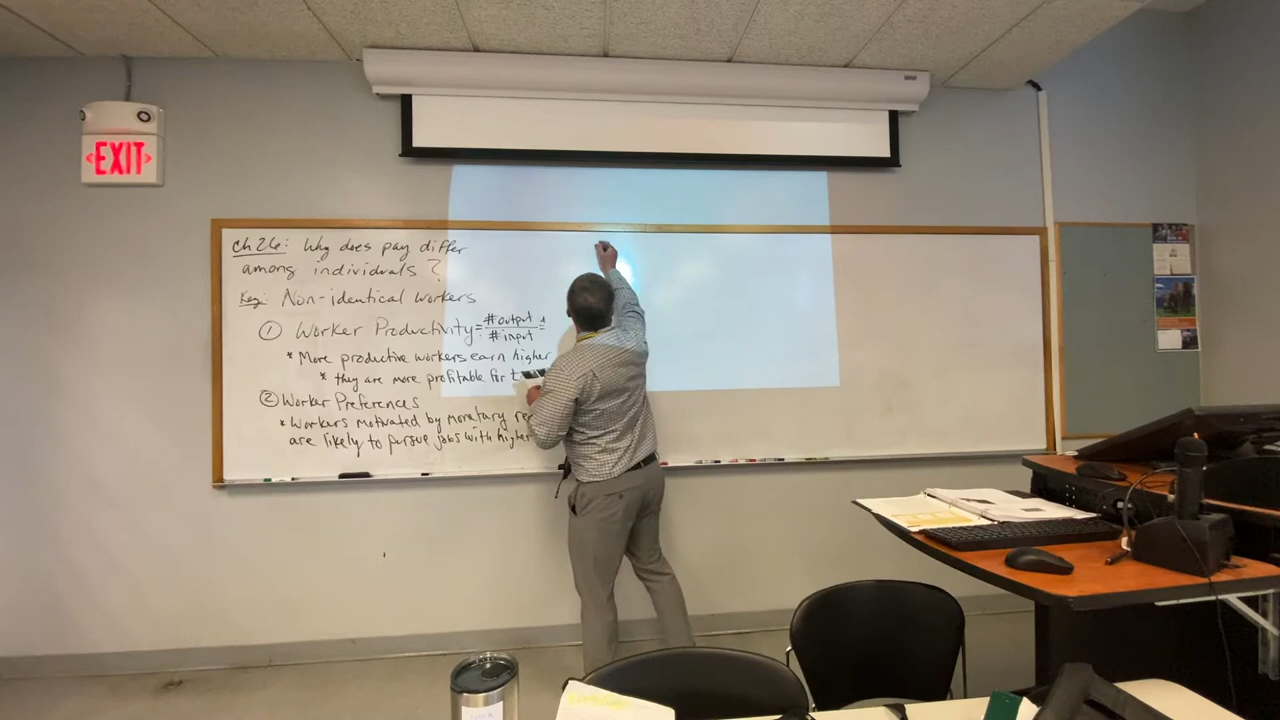 EXIT
ch 26: Why does pay differ
among individuals?
Key: Non-identical workers
① Worker Productivity = #output
#input
* More productive workers earn higher
* they are more profitable for
② Worker Preferences
* Workers motivated by monetary
are likely to pursue jobs with higher